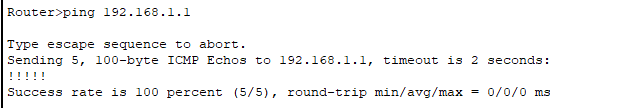 Router>ping 192.168.1.1
Type escape sequence to abort.
Sending 5, 100-byte ICMP Echos to 192.168.1.1, timeout is 2 seconds:
!!!!!
Success rate is 100 percent (5/5), round-trip min/avg/max = 0/0/0 ms